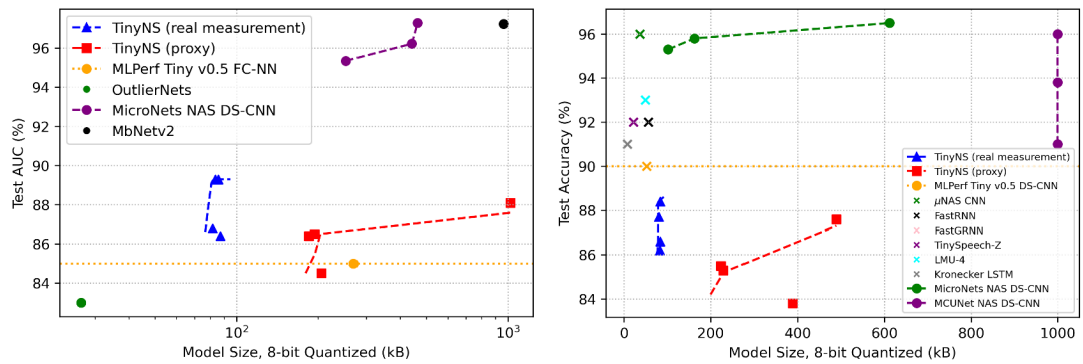 TinyNS (real measurement)
TinyNS (proxy)
MLPerf Tiny v0.5 FC-NN
OutlierNets
MicroNets NAS DS-CNN
MbNetv2
Test AUC (%)
96
94
92
90
88
86
84
10²
10³
Model Size, 8-bit Quantized (kB)
Test Accuracy (%)
96
94
92
90
88
86
84
TinyNS (real measurement)
TinyNS (proxy)
MLPerf Tiny v0.5 DS-CNN
μNAS CNN
FastRNN
FastGRNN
TinySpeech-Z
LMU-4
Kronecker LSTM
MicroNets NAS DS-CNN
MCUNet NAS DS-CNN
0
200
400
600
800
1000
Model Size, 8-bit Quantized (kB)